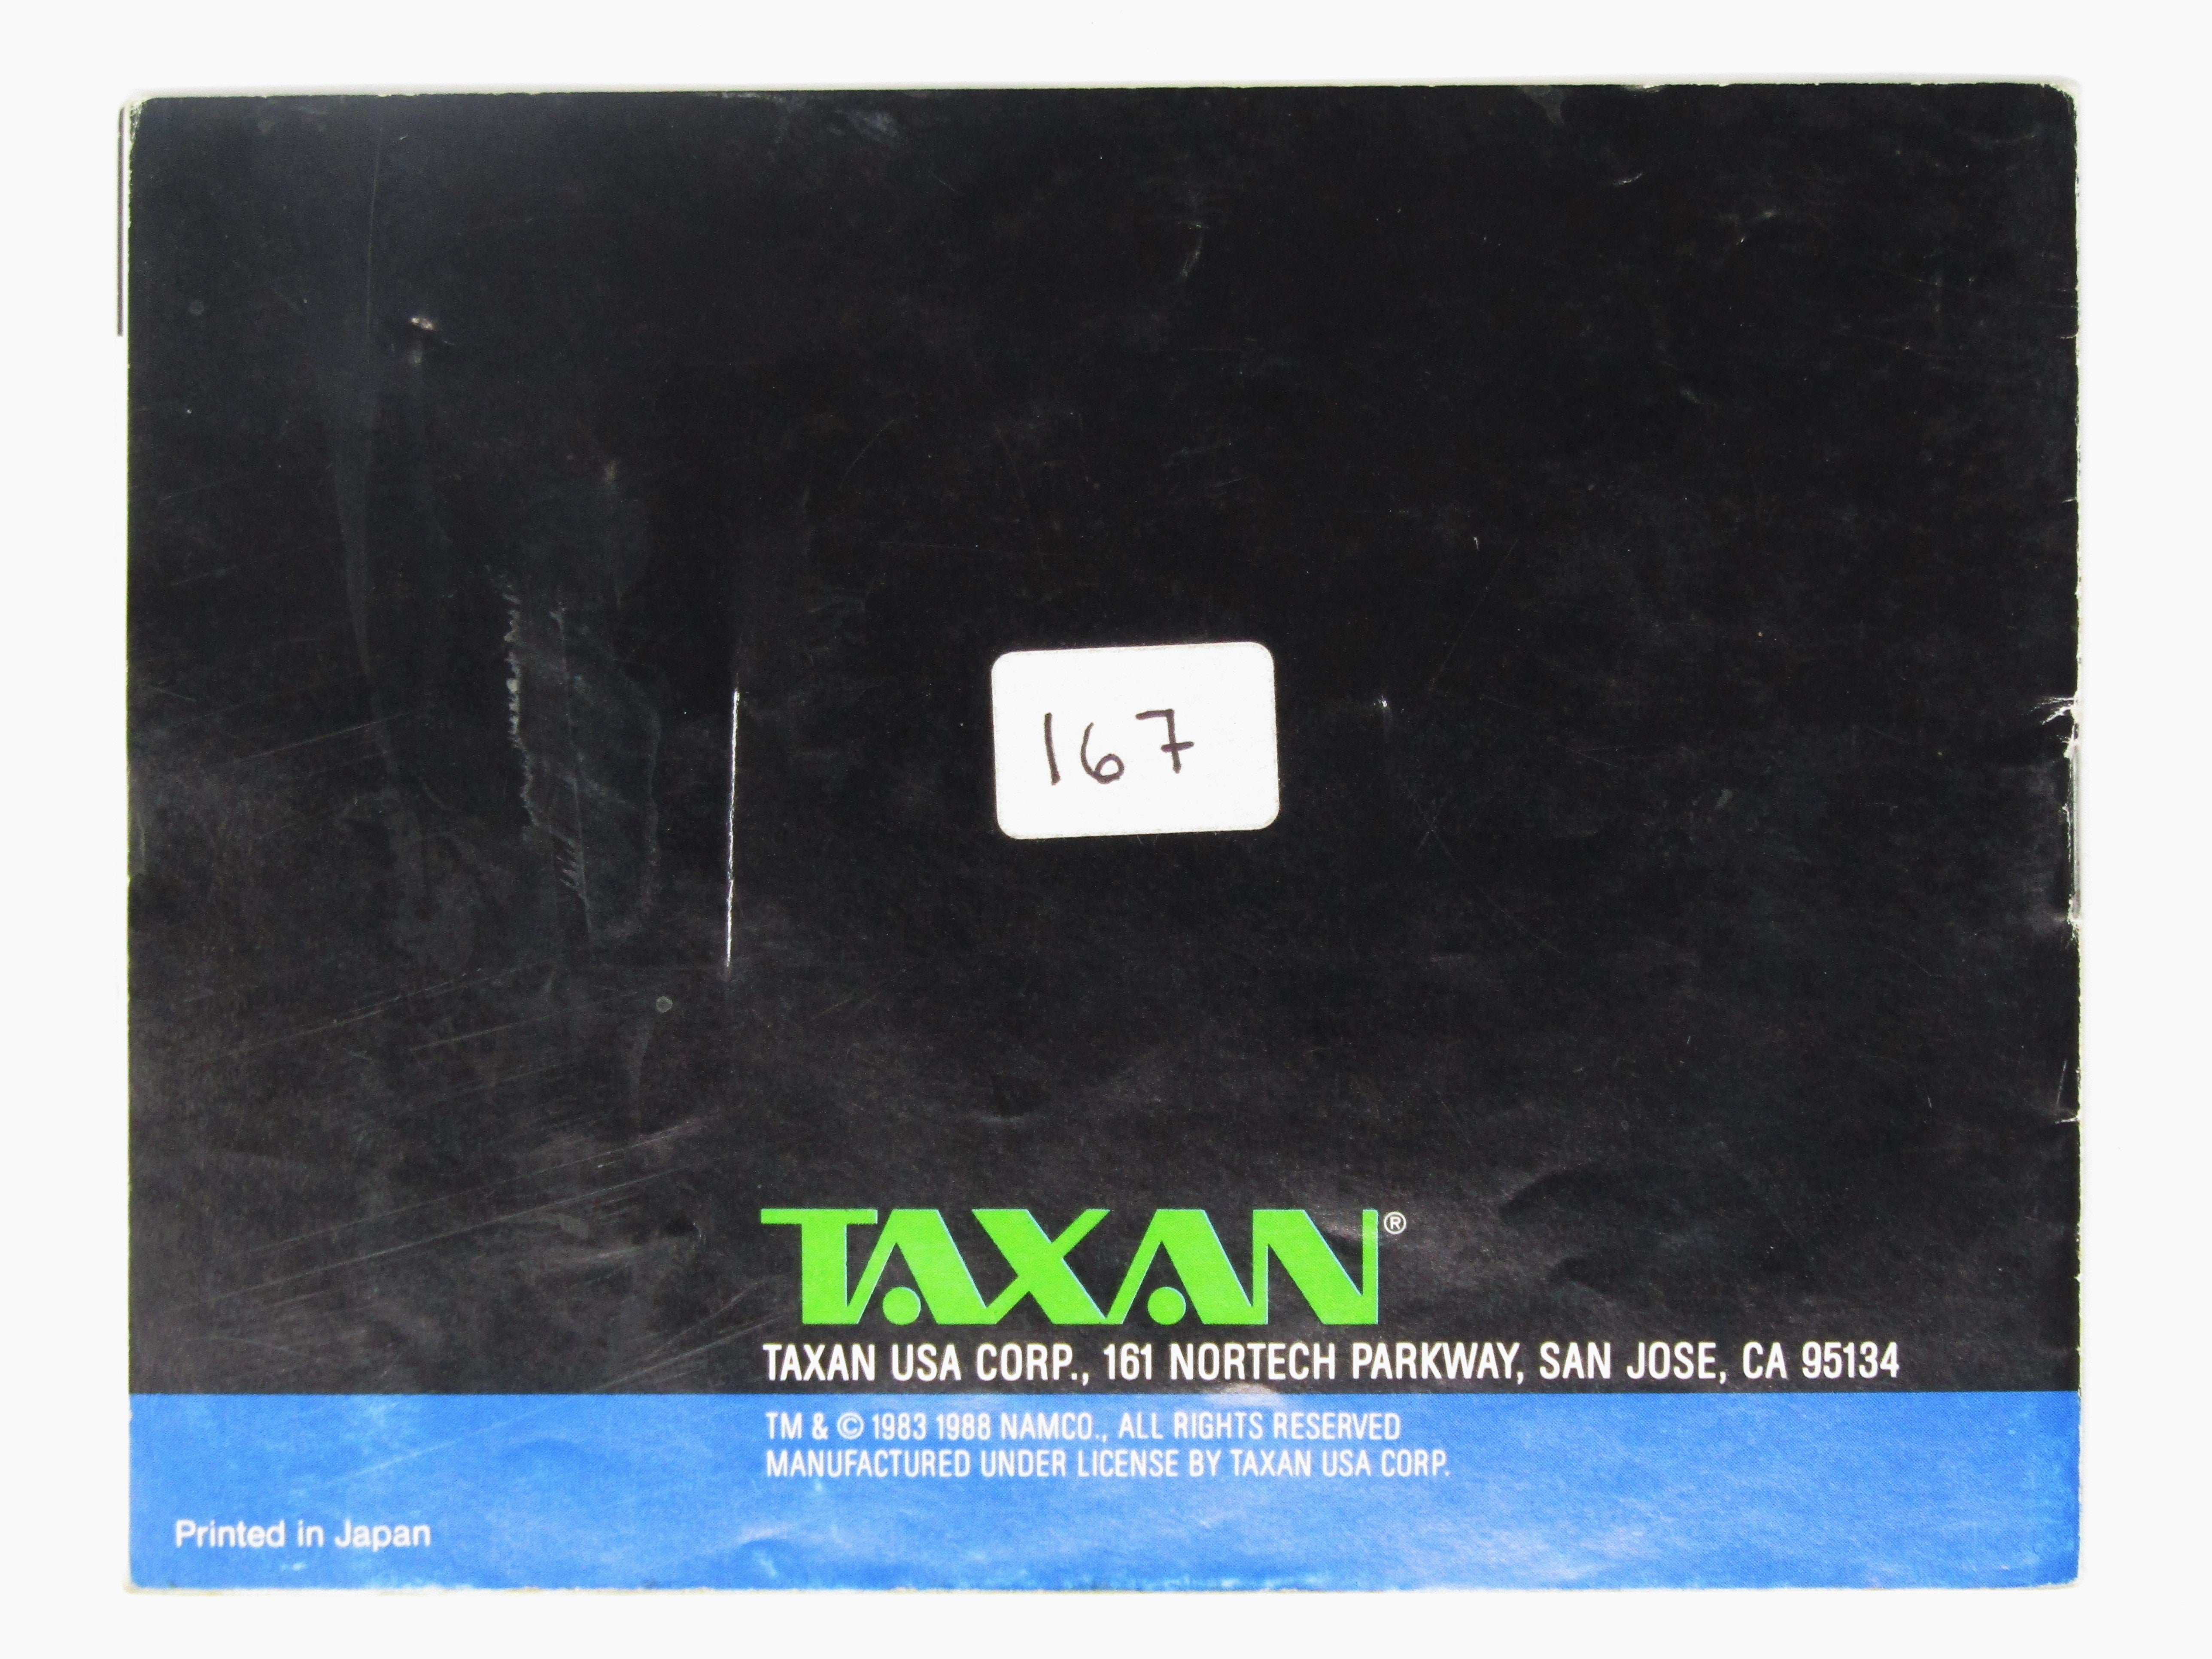 167
TAXAN®
TAXAN USA CORP., 161 NORTECH PARKWAY, SAN JOSE, CA 95134
TM & © 1983 1988 NAMCO., ALL RIGHTS RESERVED
MANUFACTURED UNDER LICENSE BY TAXAN USA CORP.
Printed in Japan